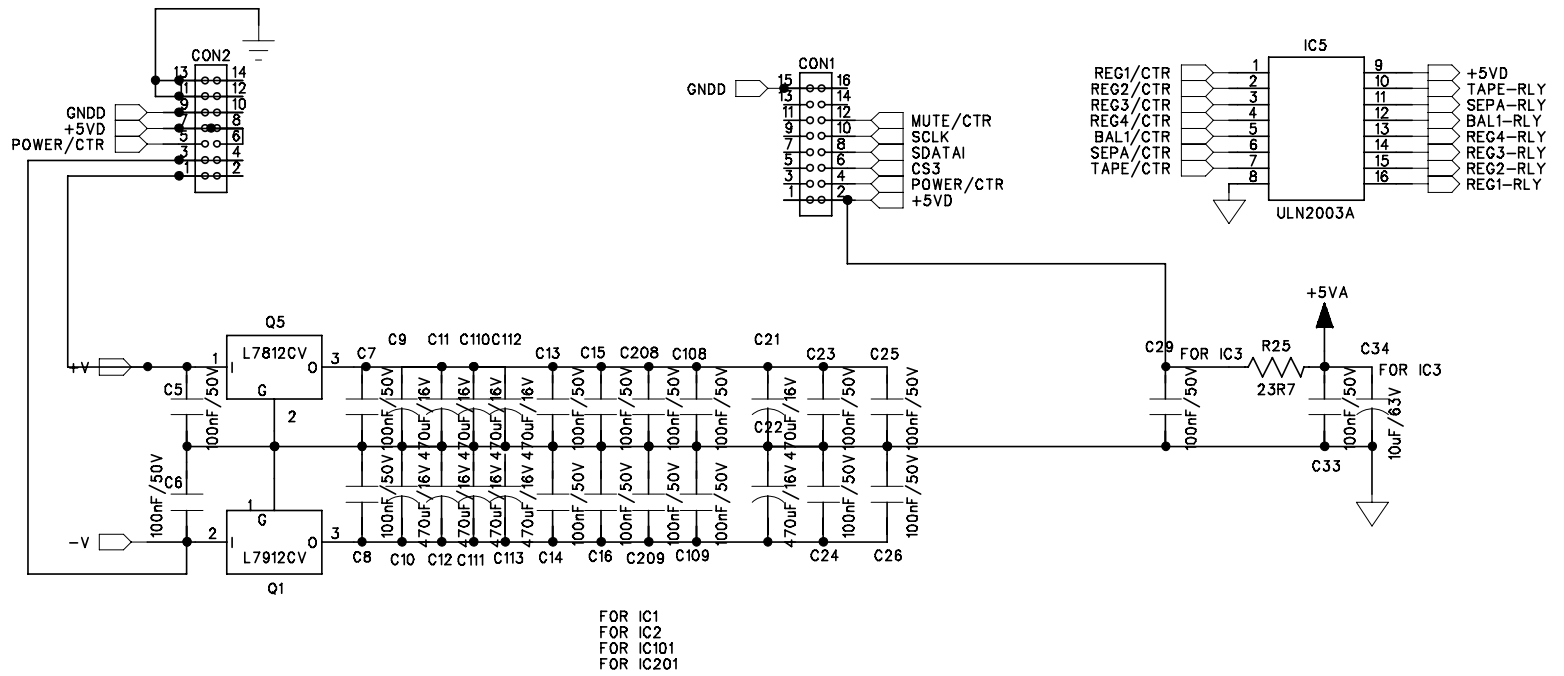 CON2
13 14
11 12
9 10
7 8
5 6
3 4
1 2
GNDD
+5VD
POWER/CTR
CON1
15 16
13 14
11 12
9 10
7 8
5 6
3 4
1 2
GNDD
MUTE/CTR
SCLK
SDATAI
CS3
POWER/CTR
+5VD
IC5
REG1/CTR 1 9 +5VD
REG2/CTR 2 10 TAPE-RLY
REG3/CTR 3 11 SEPA-RLY
REG4/CTR 4 12 BAL1-RLY
BAL1/CTR 5 13 REG4-RLY
SEPA/CTR 6 14 REG3-RLY
TAPE/CTR 7 15 REG2-RLY
8 16 REG1-RLY
ULN2003A
+V
Q5
1 I L7812CV O 3
G
2
C5
100nF/50V
C6
100nF/50V
-V
1
G
2 I O 3
L7912CV
Q1
C7
C9
C11
C110
C112
C13
C15
C208
C108
C21
C23
C25
100nF/50V
470uF/16V
470uF/16V
470uF/16V
470uF/16V
100nF/50V
100nF/50V
100nF/50V
100nF/50V
470uF/16V
100nF/50V
100nF/50V
C22
100nF/50V
470uF/16V
470uF/16V
470uF/16V
470uF/16V
100nF/50V
100nF/50V
100nF/50V
100nF/50V
470uF/16V
100nF/50V
100nF/50V
C8
C10
C12
C111
C113
C14
C16
C209
C109
C24
C26
+5VA
C29
FOR IC3
R25
23R7
C34
FOR IC3
100nF/50V
100nF/50V
10uF/63V
C33
FOR IC1
FOR IC2
FOR IC101
FOR IC201